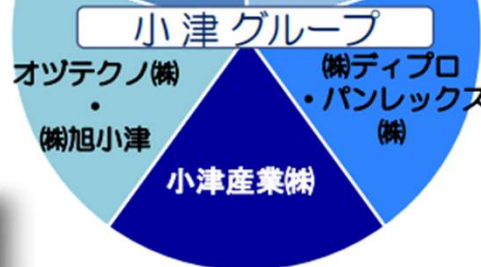 小津グループ
オヅテクノ㈱
・
㈱旭小津
㈱ディプロ
・パンレックス
㈱
小津産業㈱